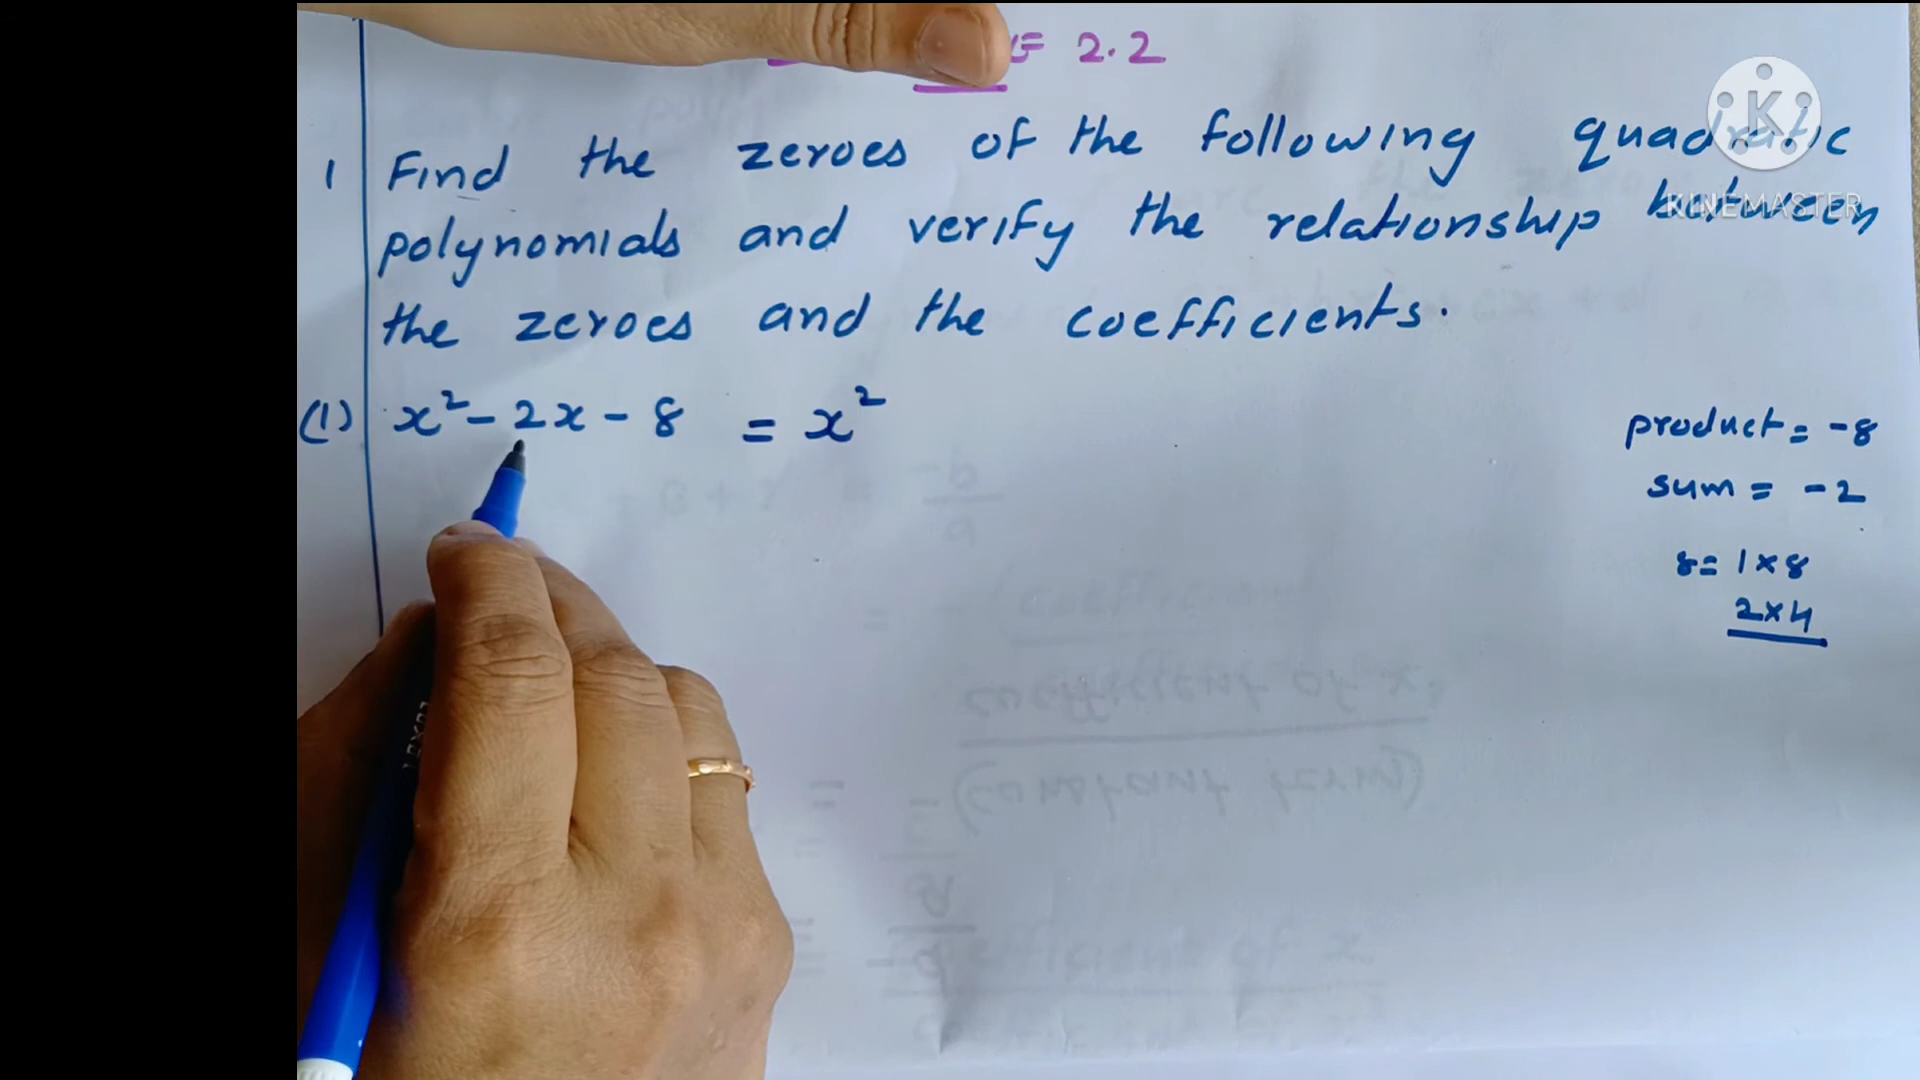 2.2
1 Find the zeroes of the following quadratic
polynomials and verify the relationship between
the zeroes and the coefficients.
(1) x² - 2x - 8 = x²
product = -8
sum = -2
8 = 1 x 8
2 x 4
K
KINEMASTER